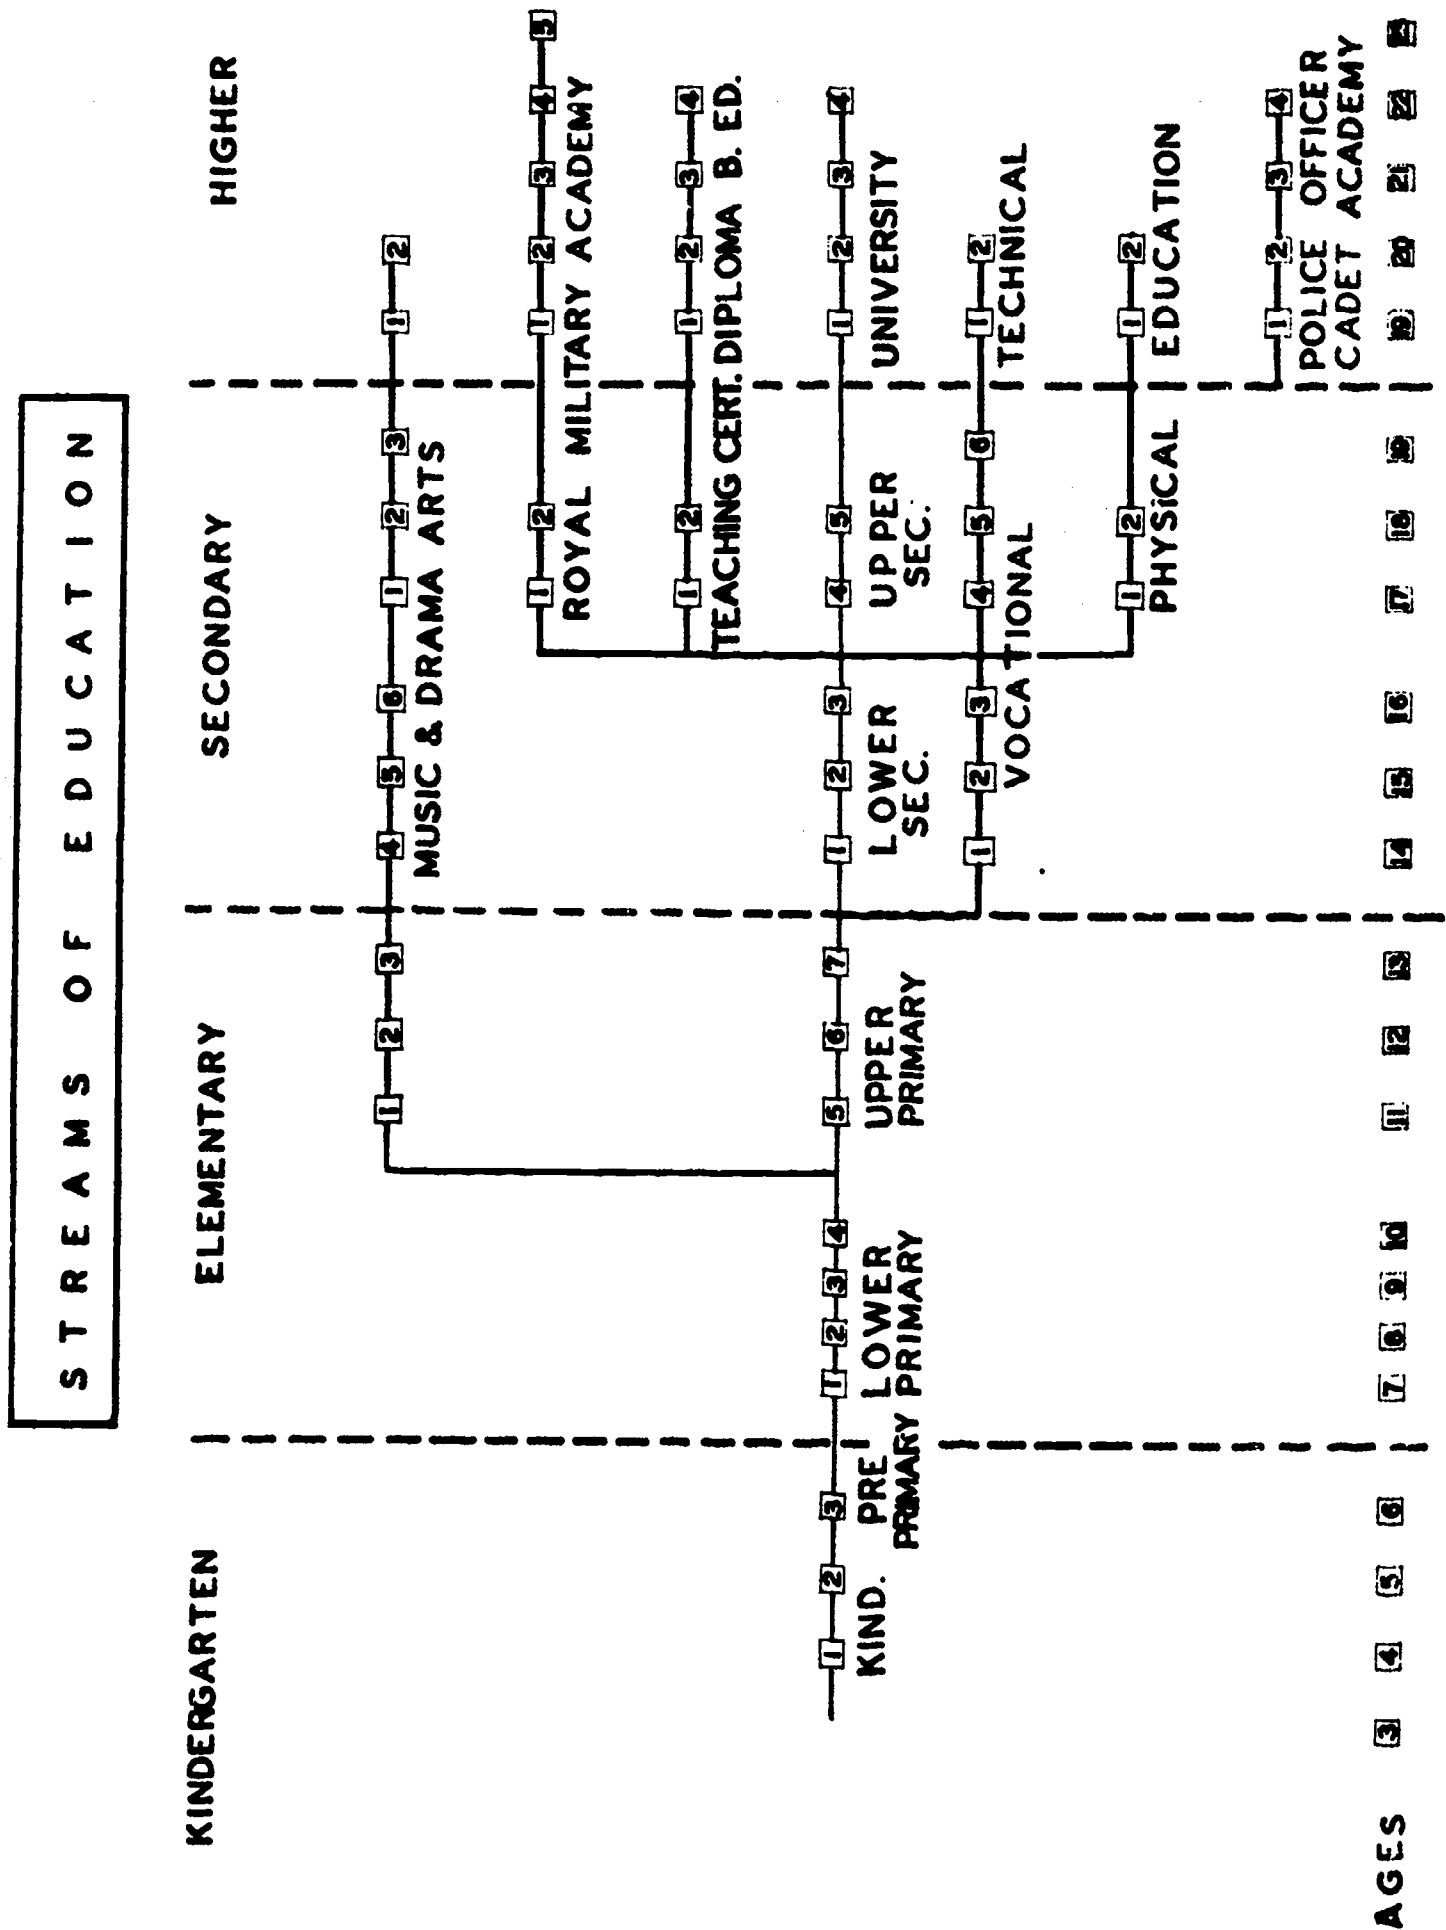 STREAMS OF EDUCATION
KINDERGARTEN ELEMENTARY SECONDARY HIGHER
1 2 3 4 5 6 1 2 3 1 2
MUSIC & DRAMA ARTS
1 2 1 2 3 4 5
ROYAL MILITARY ACADEMY
1 2 1 2 3 4
TEACHING CERT. DIPLOMA B. ED.
1 2 3 1 2 3 4 5 6 7 1 2 3 4 5 1 2 3 4
KIND. PRE LOWER UPPER LOWER UPPER UNIVERSITY
PRIMARY PRIMARY PRIMARY SEC. SEC.
1 2 3 4 5 6 1 2
VOCATIONAL TECHNICAL
1 2 1 2
PHYSICAL EDUCATION
1 2 3 4
POLICE OFFICER
CADET ACADEMY
AGES 3 4 5 6 7 8 9 10 11 12 13 14 15 16 17 18 19 19 20 21 22 23